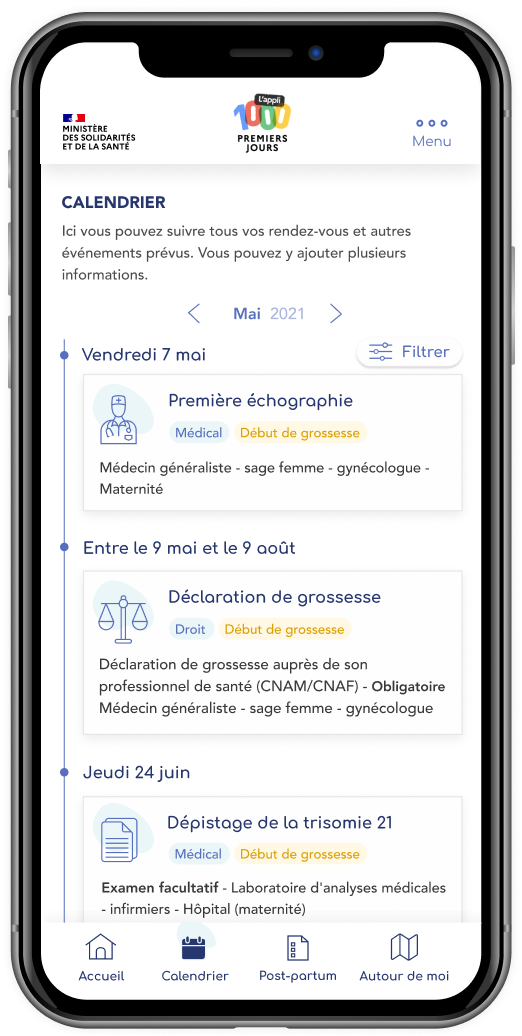 MINISTÈRE
DES SOLIDARITÉS
ET DE LA SANTÉ
L'appli
1000
PREMIERS
JOURS
Menu
CALENDRIER
Ici vous pouvez suivre tous vos rendez-vous et autres
événements prévus. Vous pouvez y ajouter plusieurs
informations.
Mai 2021
Vendredi 7 mai
Filtrer
Première échographie
Médical Début de grossesse
Médecin généraliste - sage femme - gynécologue -
Maternité
Entre le 9 mai et le 9 août
Déclaration de grossesse
Droit Début de grossesse
Déclaration de grossesse auprès de son
professionnel de santé (CNAM/CNAF) - Obligatoire
Médecin généraliste - sage femme - gynécologue
Jeudi 24 juin
Dépistage de la trisomie 21
Médical Début de grossesse
Examen facultatif - Laboratoire d'analyses médicales
- infirmiers - Hôpital (maternité)
Accueil Calendrier Post-partum Autour de moi